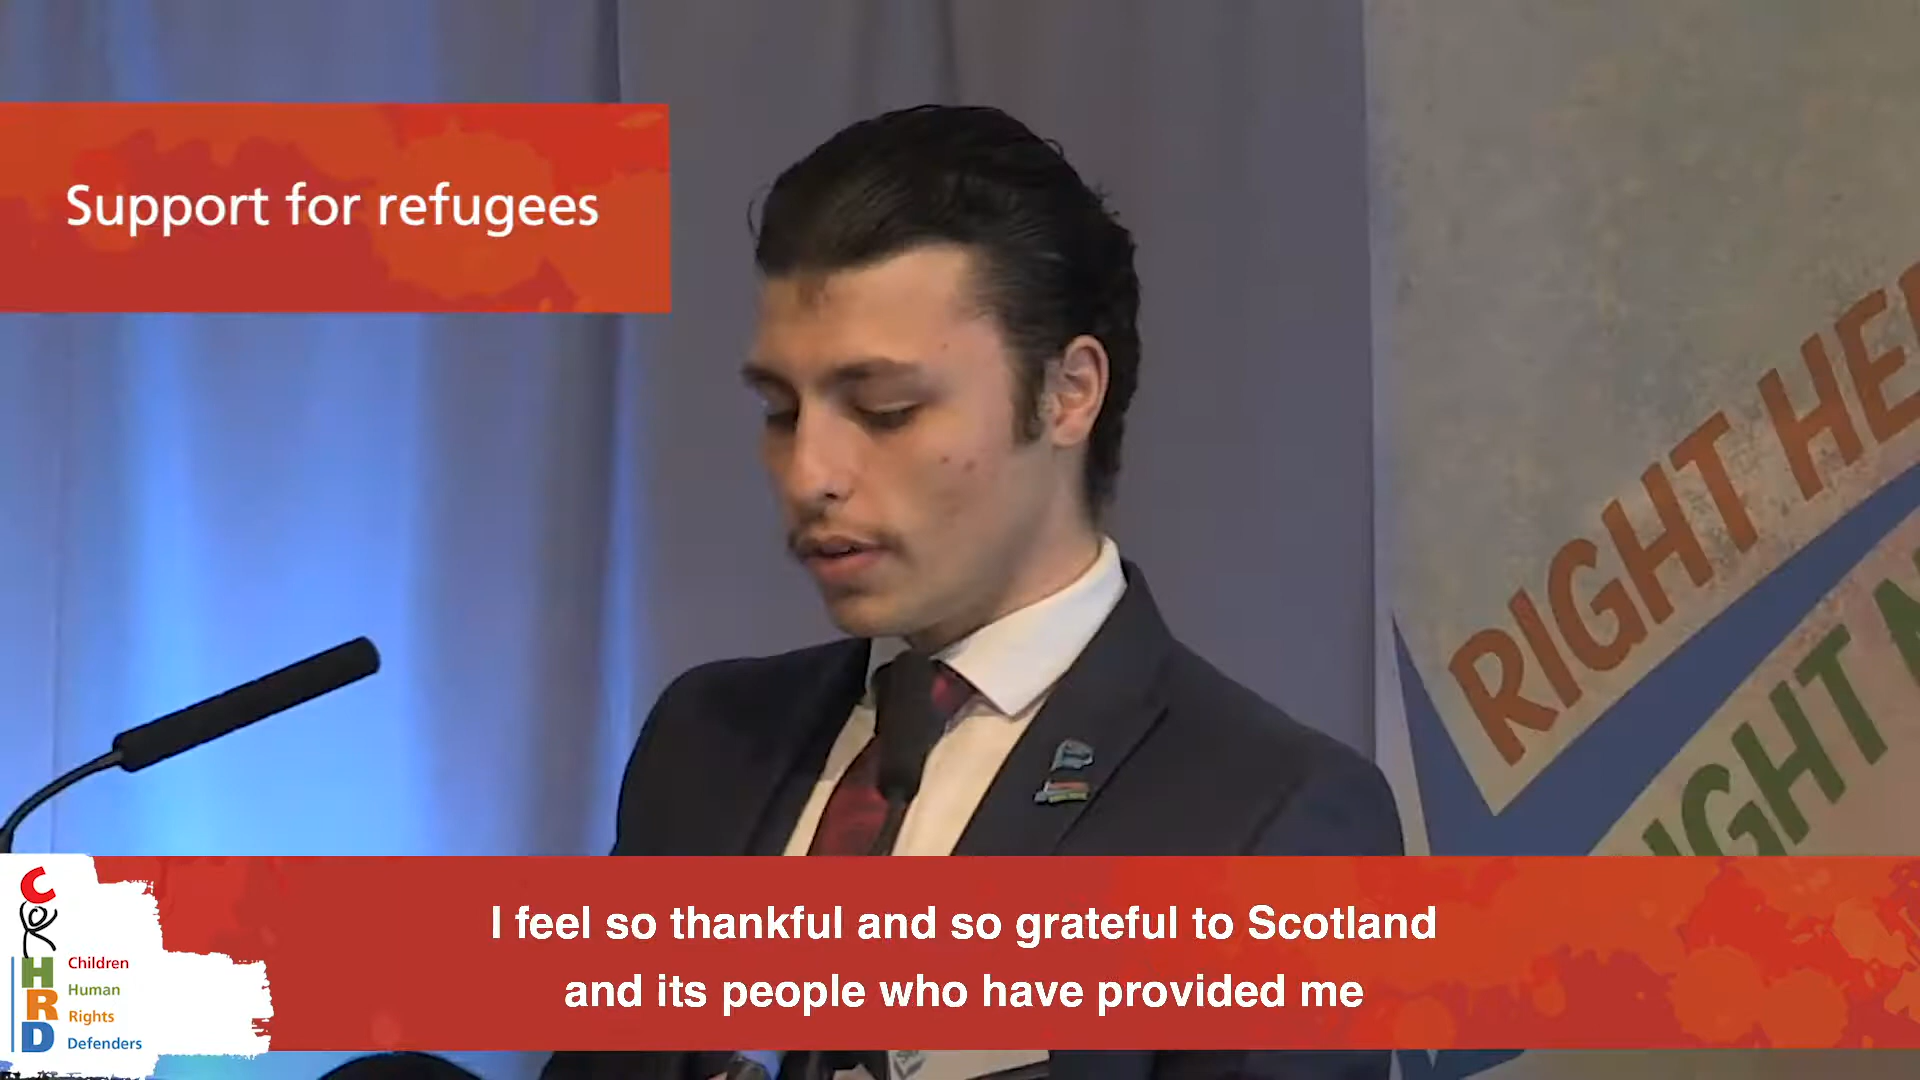 Support for refugees
RIGHT HE
RIGHT
I feel so thankful and so grateful to Scotland
and its people who have provided me
C
H
R
D
Children
Human
Rights
Defenders